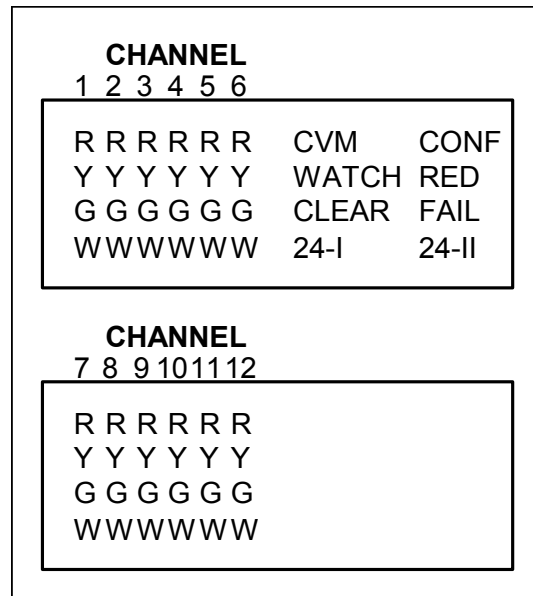 CHANNEL
1 2 3 4 5 6
R R R R R R CVM CONF
Y Y Y Y Y Y WATCH RED
G G G G G G CLEAR FAIL
W W W W W W 24-I 24-II
CHANNEL
7 8 9 10 11 12
R R R R R R
Y Y Y Y Y Y
G G G G G G
W W W W W W